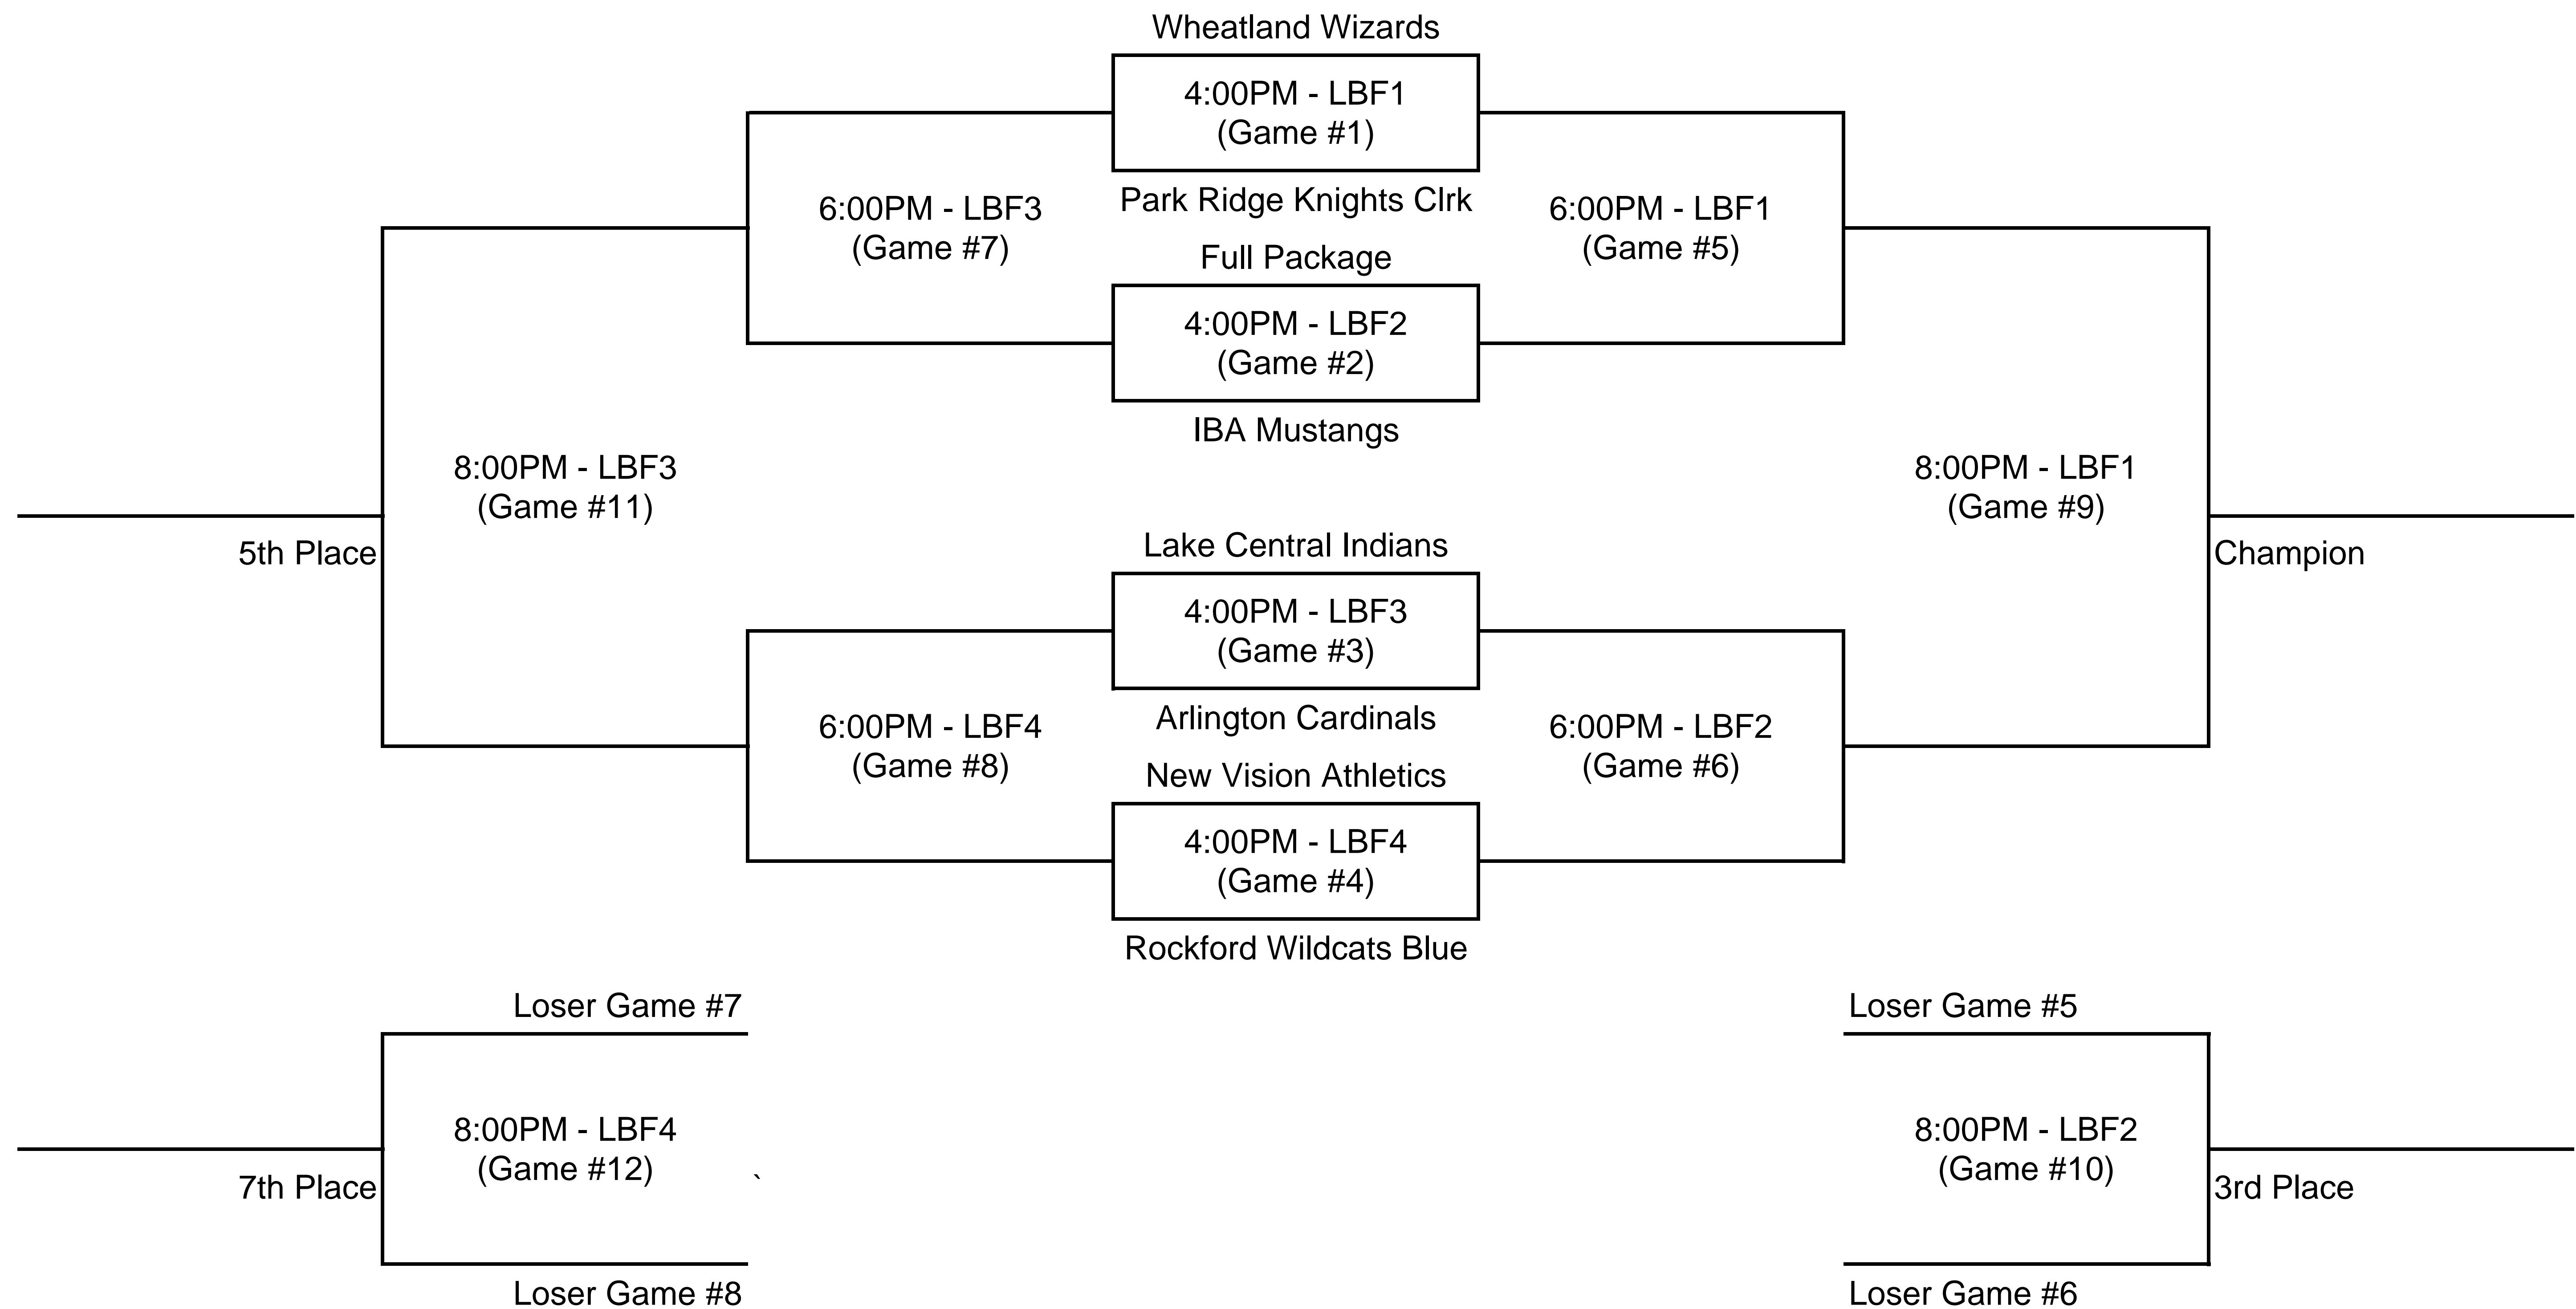 Wheatland Wizards
4:00PM - LBF1
(Game #1)
Park Ridge Knights Clrk
6:00PM - LBF3
(Game #7)
6:00PM - LBF1
(Game #5)
Full Package
4:00PM - LBF2
(Game #2)
IBA Mustangs
8:00PM - LBF3
(Game #11)
8:00PM - LBF1
(Game #9)
5th Place
Champion
Lake Central Indians
4:00PM - LBF3
(Game #3)
Arlington Cardinals
6:00PM - LBF4
(Game #8)
6:00PM - LBF2
(Game #6)
New Vision Athletics
4:00PM - LBF4
(Game #4)
Rockford Wildcats Blue
Loser Game #7
Loser Game #5
8:00PM - LBF4
(Game #12)
`
8:00PM - LBF2
(Game #10)
7th Place
3rd Place
Loser Game #8
Loser Game #6